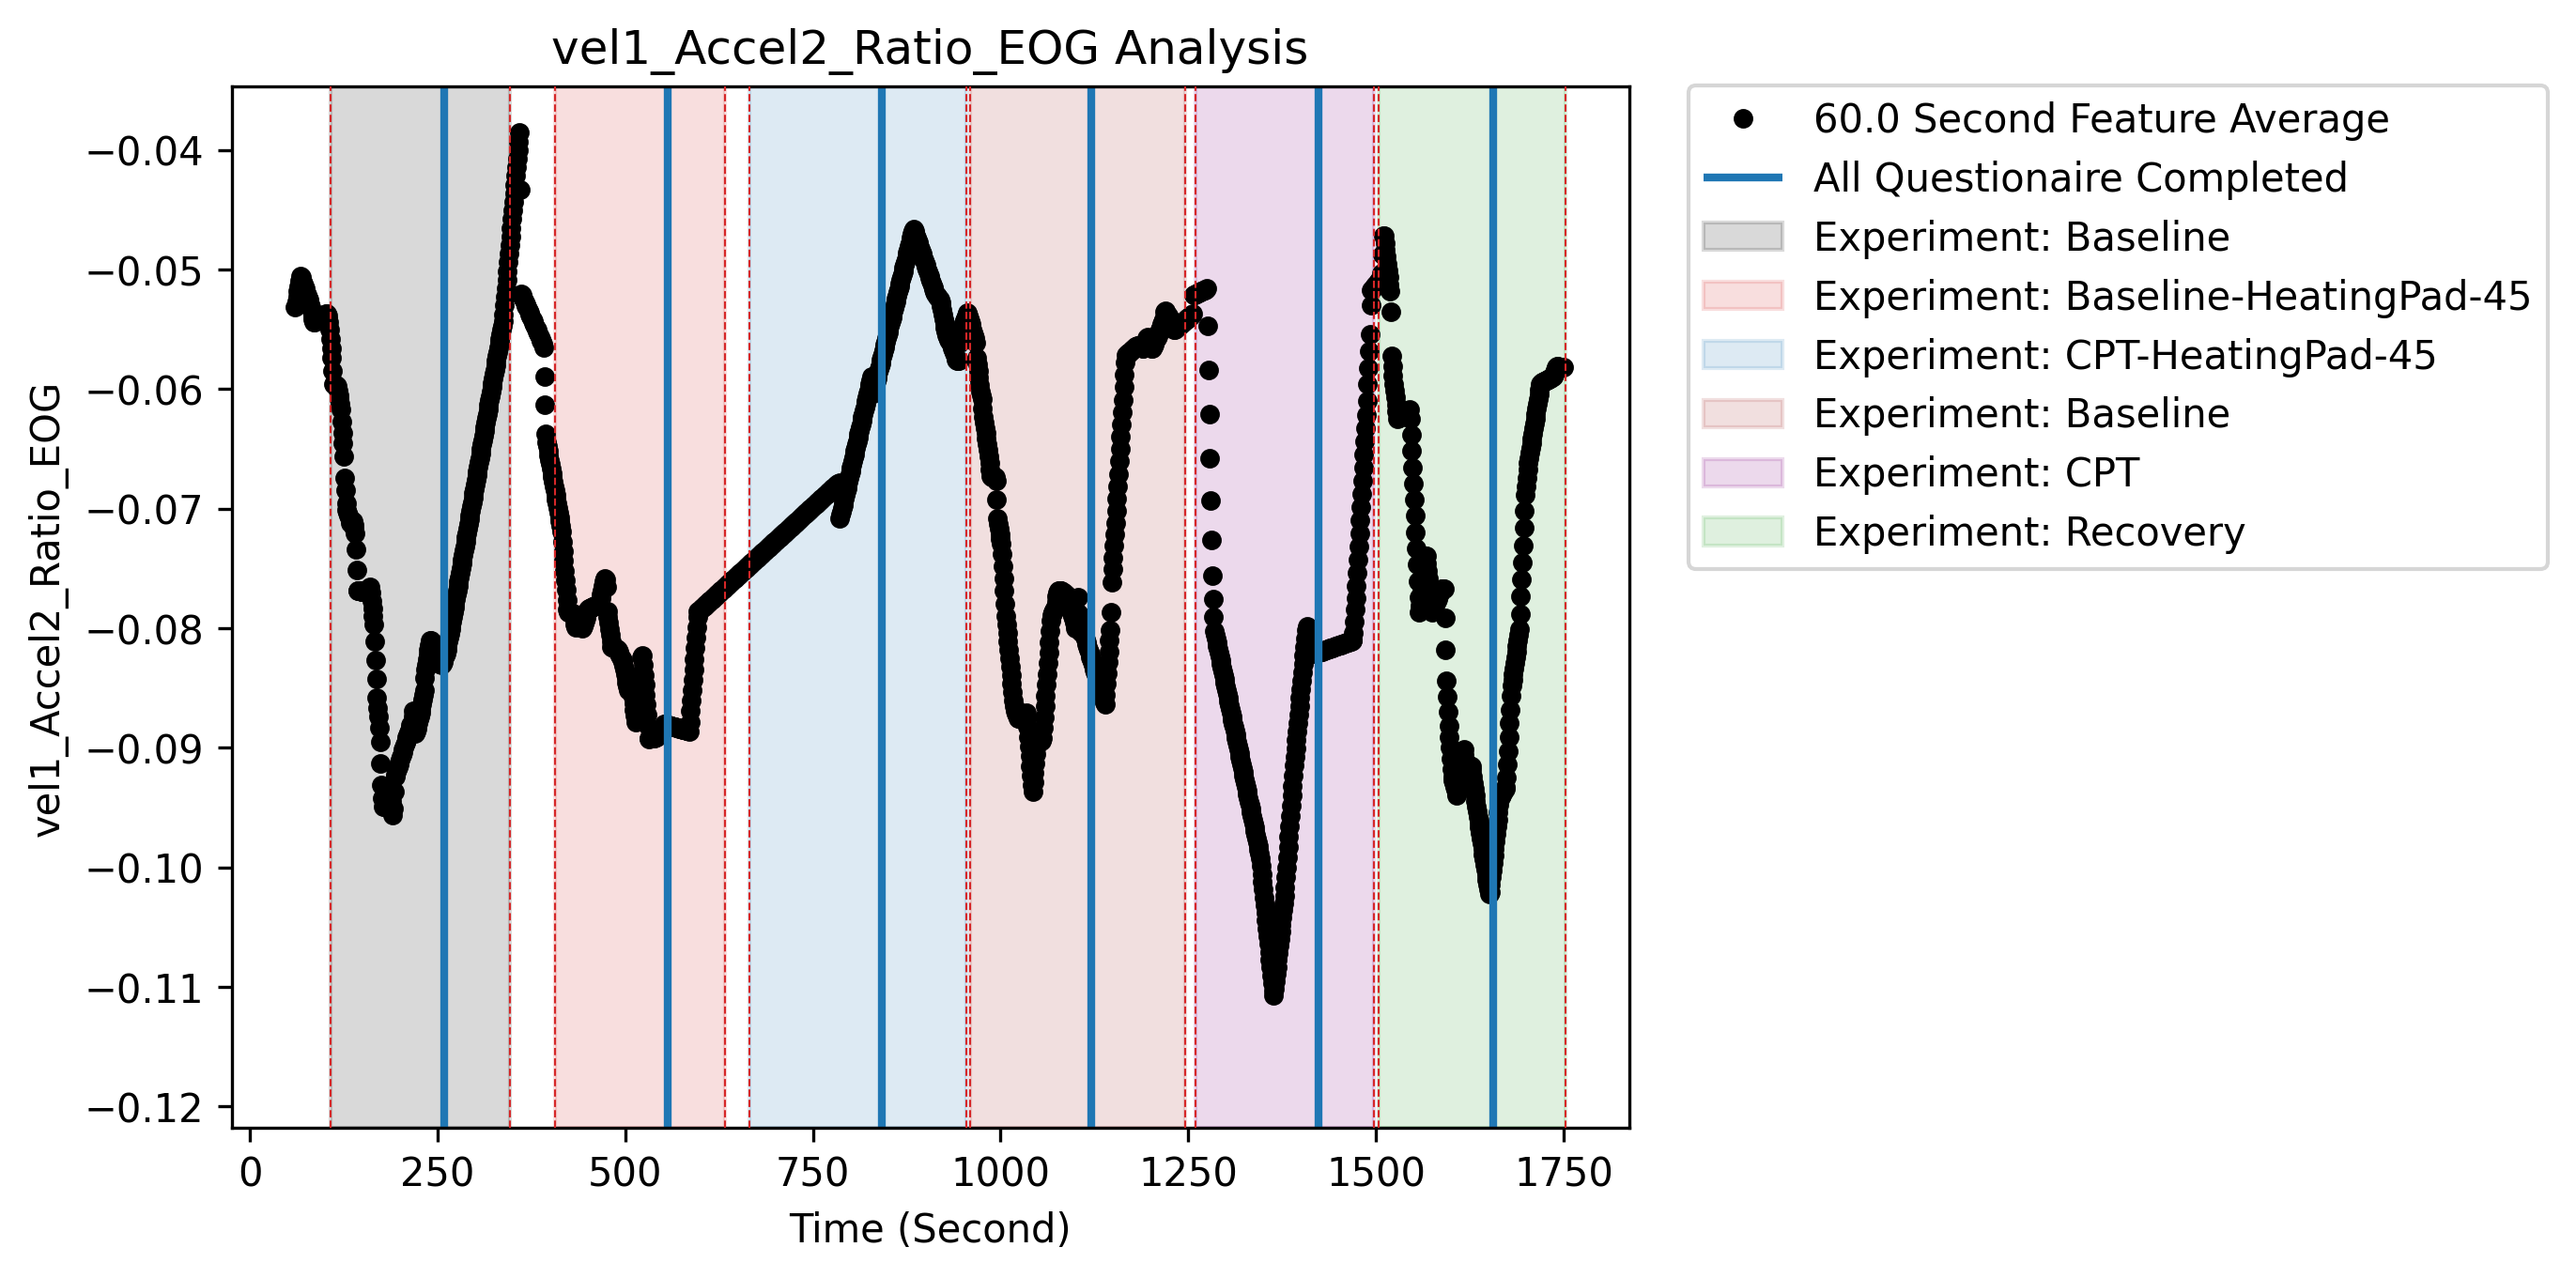 vel1_Accel2_Ratio_EOG Analysis
vel1_Accel2_Ratio_EOG
−0.04
−0.05
−0.06
−0.07
−0.08
−0.09
−0.10
−0.11
−0.12
0 250 500 750 1000 1250 1500 1750
Time (Second)
60.0 Second Feature Average
All Questionaire Completed
Experiment: Baseline
Experiment: Baseline-HeatingPad-45
Experiment: CPT-HeatingPad-45
Experiment: Baseline
Experiment: CPT
Experiment: Recovery